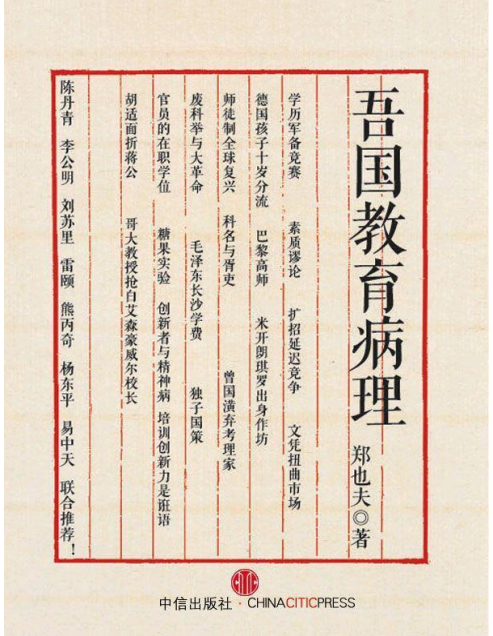 吾国教育病理
郑也夫◎著
学历军备竞赛 素质谬论 扩招延迟竞争 文凭扭曲市场
德国孩子十岁分流 巴黎高师 米开朗琪罗出身作坊
师徒制全球复兴 科名与胥吏 曾国潢弃考理家
废科举与大革命 毛泽东长沙学费 独子国策
官员的在职学位 糖果实验 创新者与精神病 培训创新力是诳语
胡适面折蒋公 哥大教授抢白艾森豪威尔校长
陈丹青 李公明 刘苏里 雷颐 熊丙奇 杨东平 易中天 联合推荐!
中信出版社·CHINACITICPRESS